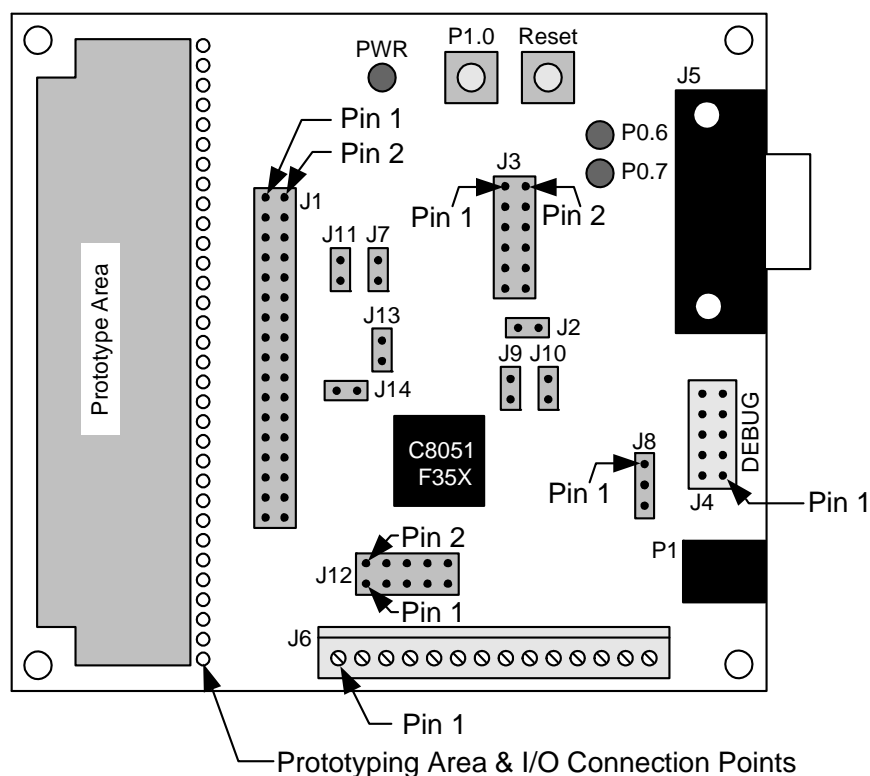 PWR
P1.0
Reset
J5
Pin 1
Pin 2
P0.6
P0.7
J3
Pin 1
Pin 2
J1
J11
J7
Prototype Area
J13
J2
J9
J10
J14
C8051
F35X
J8
DEBUG
Pin 1
J4
Pin 1
Pin 2
P1
J12
Pin 1
J6
Pin 1
Prototyping Area & I/O Connection Points